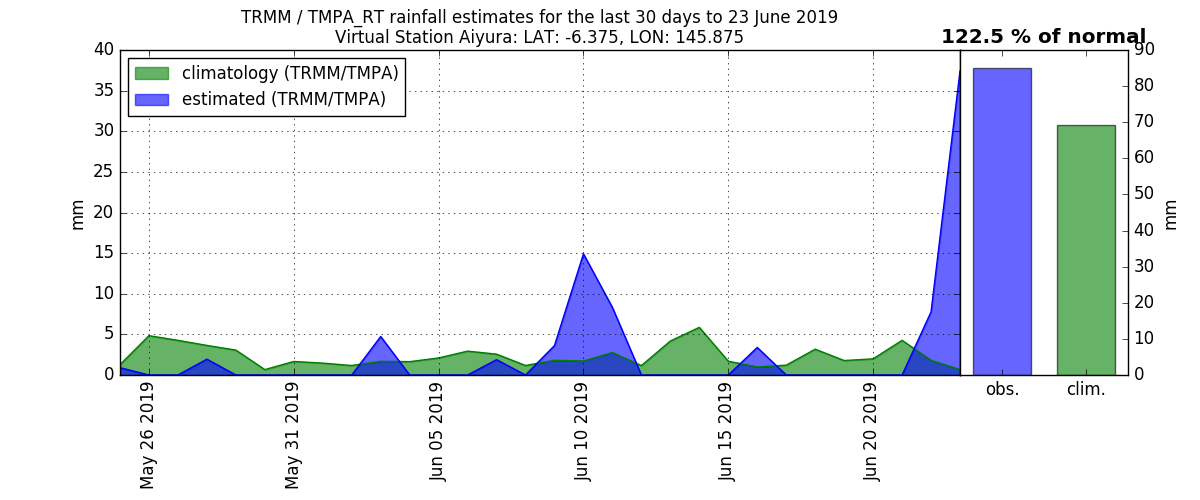 TRMM / TMPA_RT rainfall estimates for the last 30 days to 23 June 2019
Virtual Station Aiyura: LAT: -6.375, LON: 145.875
122.5 % of normal
climatology (TRMM/TMPA)
estimated (TRMM/TMPA)
40
35
30
25
20
15
10
5
0
mm
May 26 2019
May 31 2019
Jun 05 2019
Jun 10 2019
Jun 15 2019
Jun 20 2019
obs.
clim.
90
80
70
60
50
40
30
20
10
0
mm